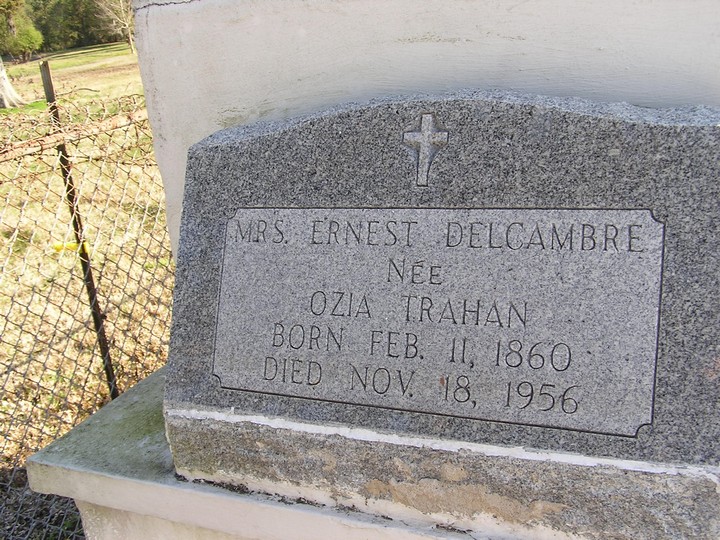 MRS. ERNEST DELCAMBRE
NÉE
OZIA TRAHAN
BORN FEB. 11, 1860
DIED NOV. 18, 1956